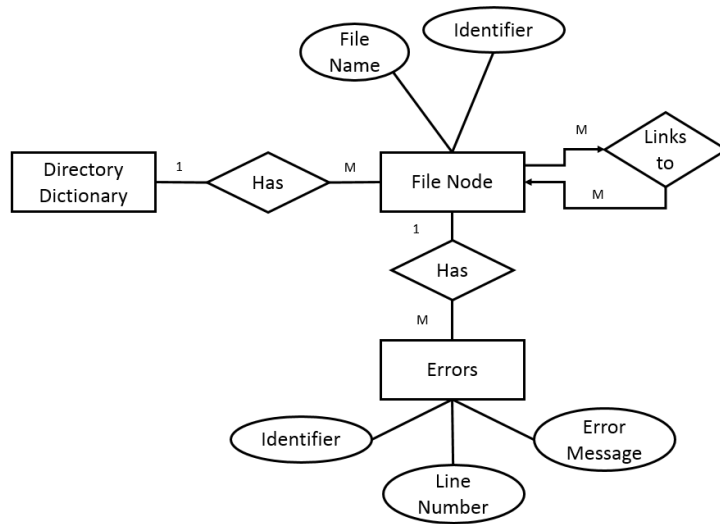 File
Name
Identifier
Directory
Dictionary
1
Has
M
File Node
M
Links
to
M
1
Has
M
Errors
Identifier
Line
Number
Error
Message